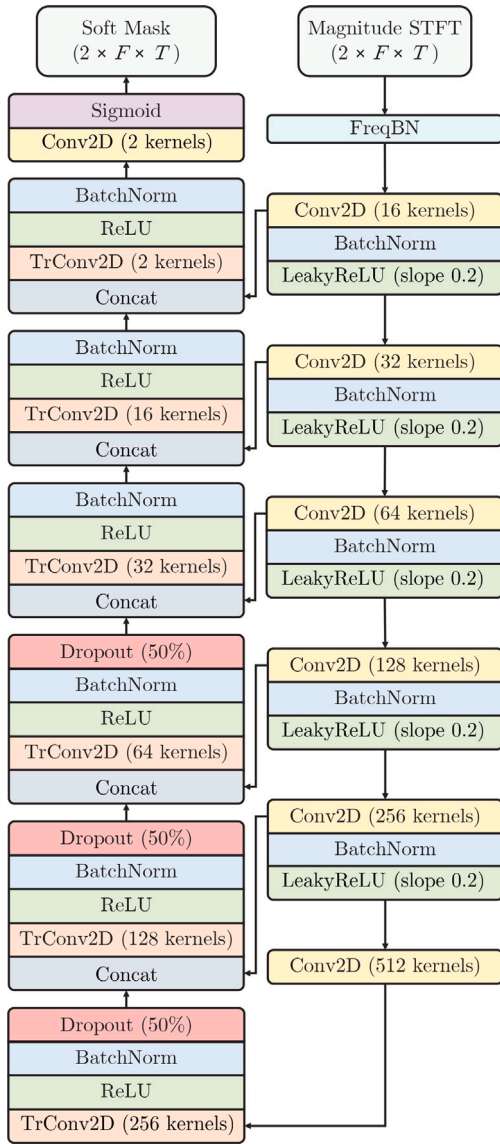 Soft Mask
(2 × F × T)
Sigmoid
Conv2D (2 kernels)
BatchNorm
ReLU
TrConv2D (2 kernels)
Concat
BatchNorm
ReLU
TrConv2D (16 kernels)
Concat
BatchNorm
ReLU
TrConv2D (32 kernels)
Concat
Dropout (50%)
BatchNorm
ReLU
TrConv2D (64 kernels)
Concat
Dropout (50%)
BatchNorm
ReLU
TrConv2D (128 kernels)
Concat
Dropout (50%)
BatchNorm
ReLU
TrConv2D (256 kernels)
Magnitude STFT
(2 × F × T)
FreqBN
Conv2D (16 kernels)
BatchNorm
LeakyReLU (slope 0.2)
Conv2D (32 kernels)
BatchNorm
LeakyReLU (slope 0.2)
Conv2D (64 kernels)
BatchNorm
LeakyReLU (slope 0.2)
Conv2D (128 kernels)
BatchNorm
LeakyReLU (slope 0.2)
Conv2D (256 kernels)
BatchNorm
LeakyReLU (slope 0.2)
Conv2D (512 kernels)